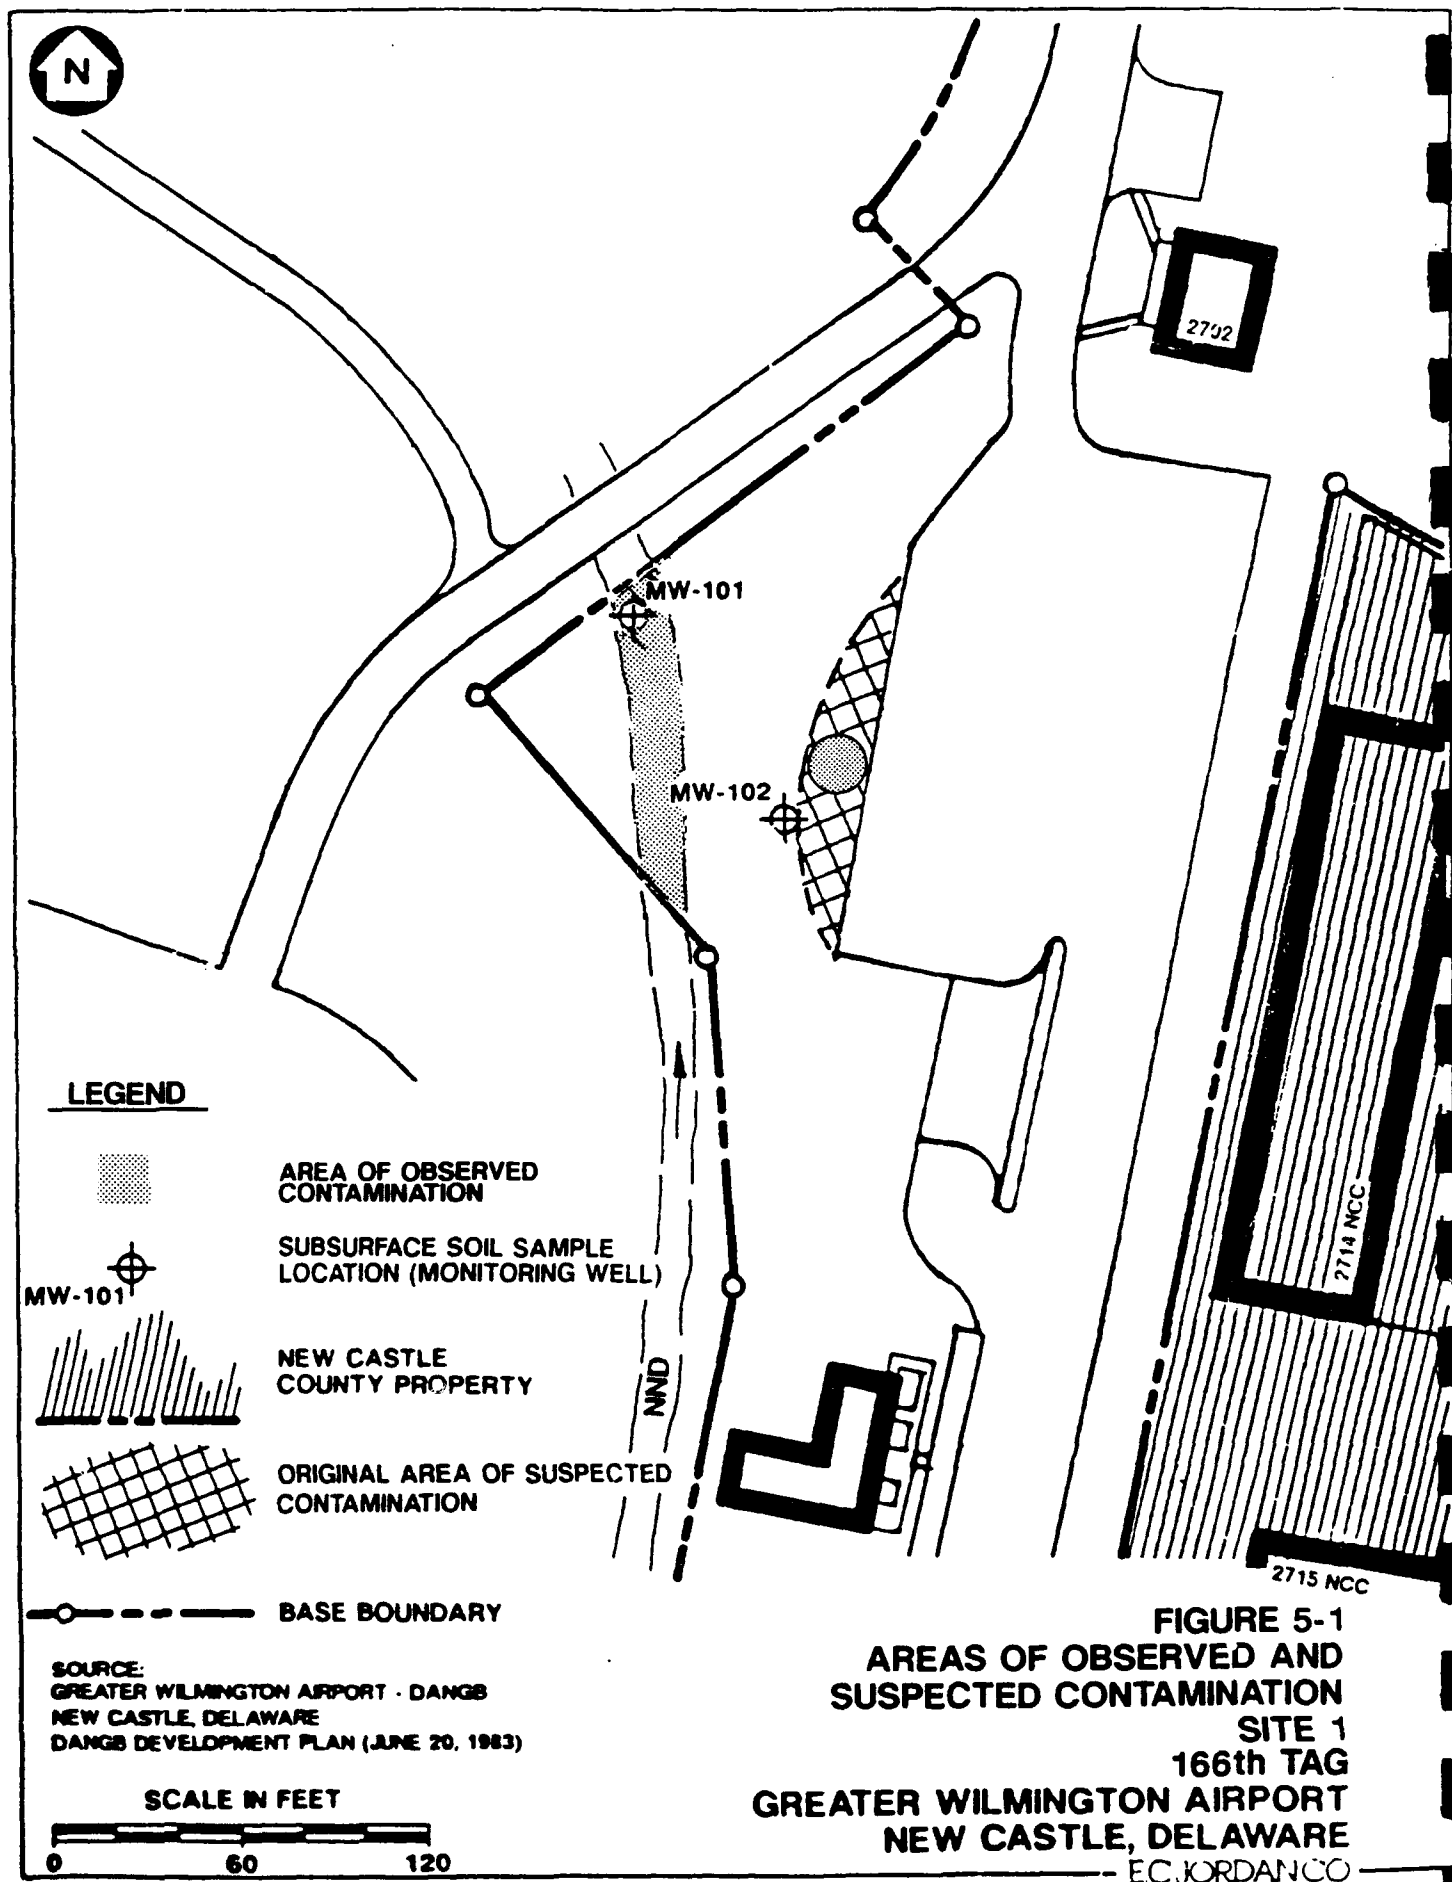 N
2702
MW-101
MW-102
2714 NCC
NND
2715 NCC
LEGEND
AREA OF OBSERVED
CONTAMINATION
SUBSURFACE SOIL SAMPLE
LOCATION (MONITORING WELL)
MW-101
NEW CASTLE
COUNTY PROPERTY
ORIGINAL AREA OF SUSPECTED
CONTAMINATION
BASE BOUNDARY
SOURCE:
GREATER WILMINGTON AIRPORT - DANGB
NEW CASTLE, DELAWARE
DANGB DEVELOPMENT PLAN (JUNE 20, 1983)
SCALE IN FEET
0 60 120
FIGURE 5-1
AREAS OF OBSERVED AND
SUSPECTED CONTAMINATION
SITE 1
166th TAG
GREATER WILMINGTON AIRPORT
NEW CASTLE, DELAWARE
E.C.JORDANCO